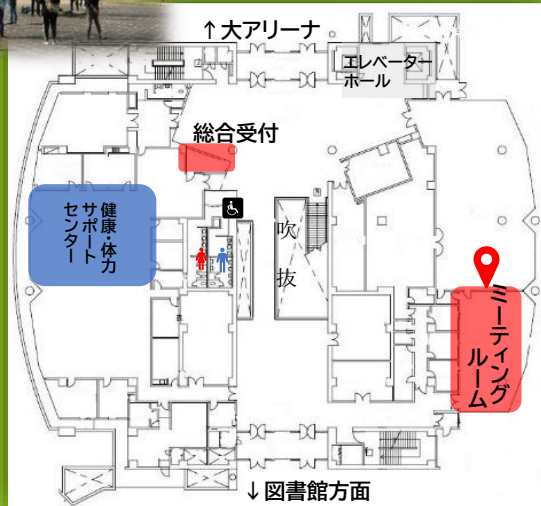 ↑大アリーナ
エレベーター
ホール
総合受付
健康・体力
サポート
センター
吹
抜
ミーティング
ルーム
↓図書館方面